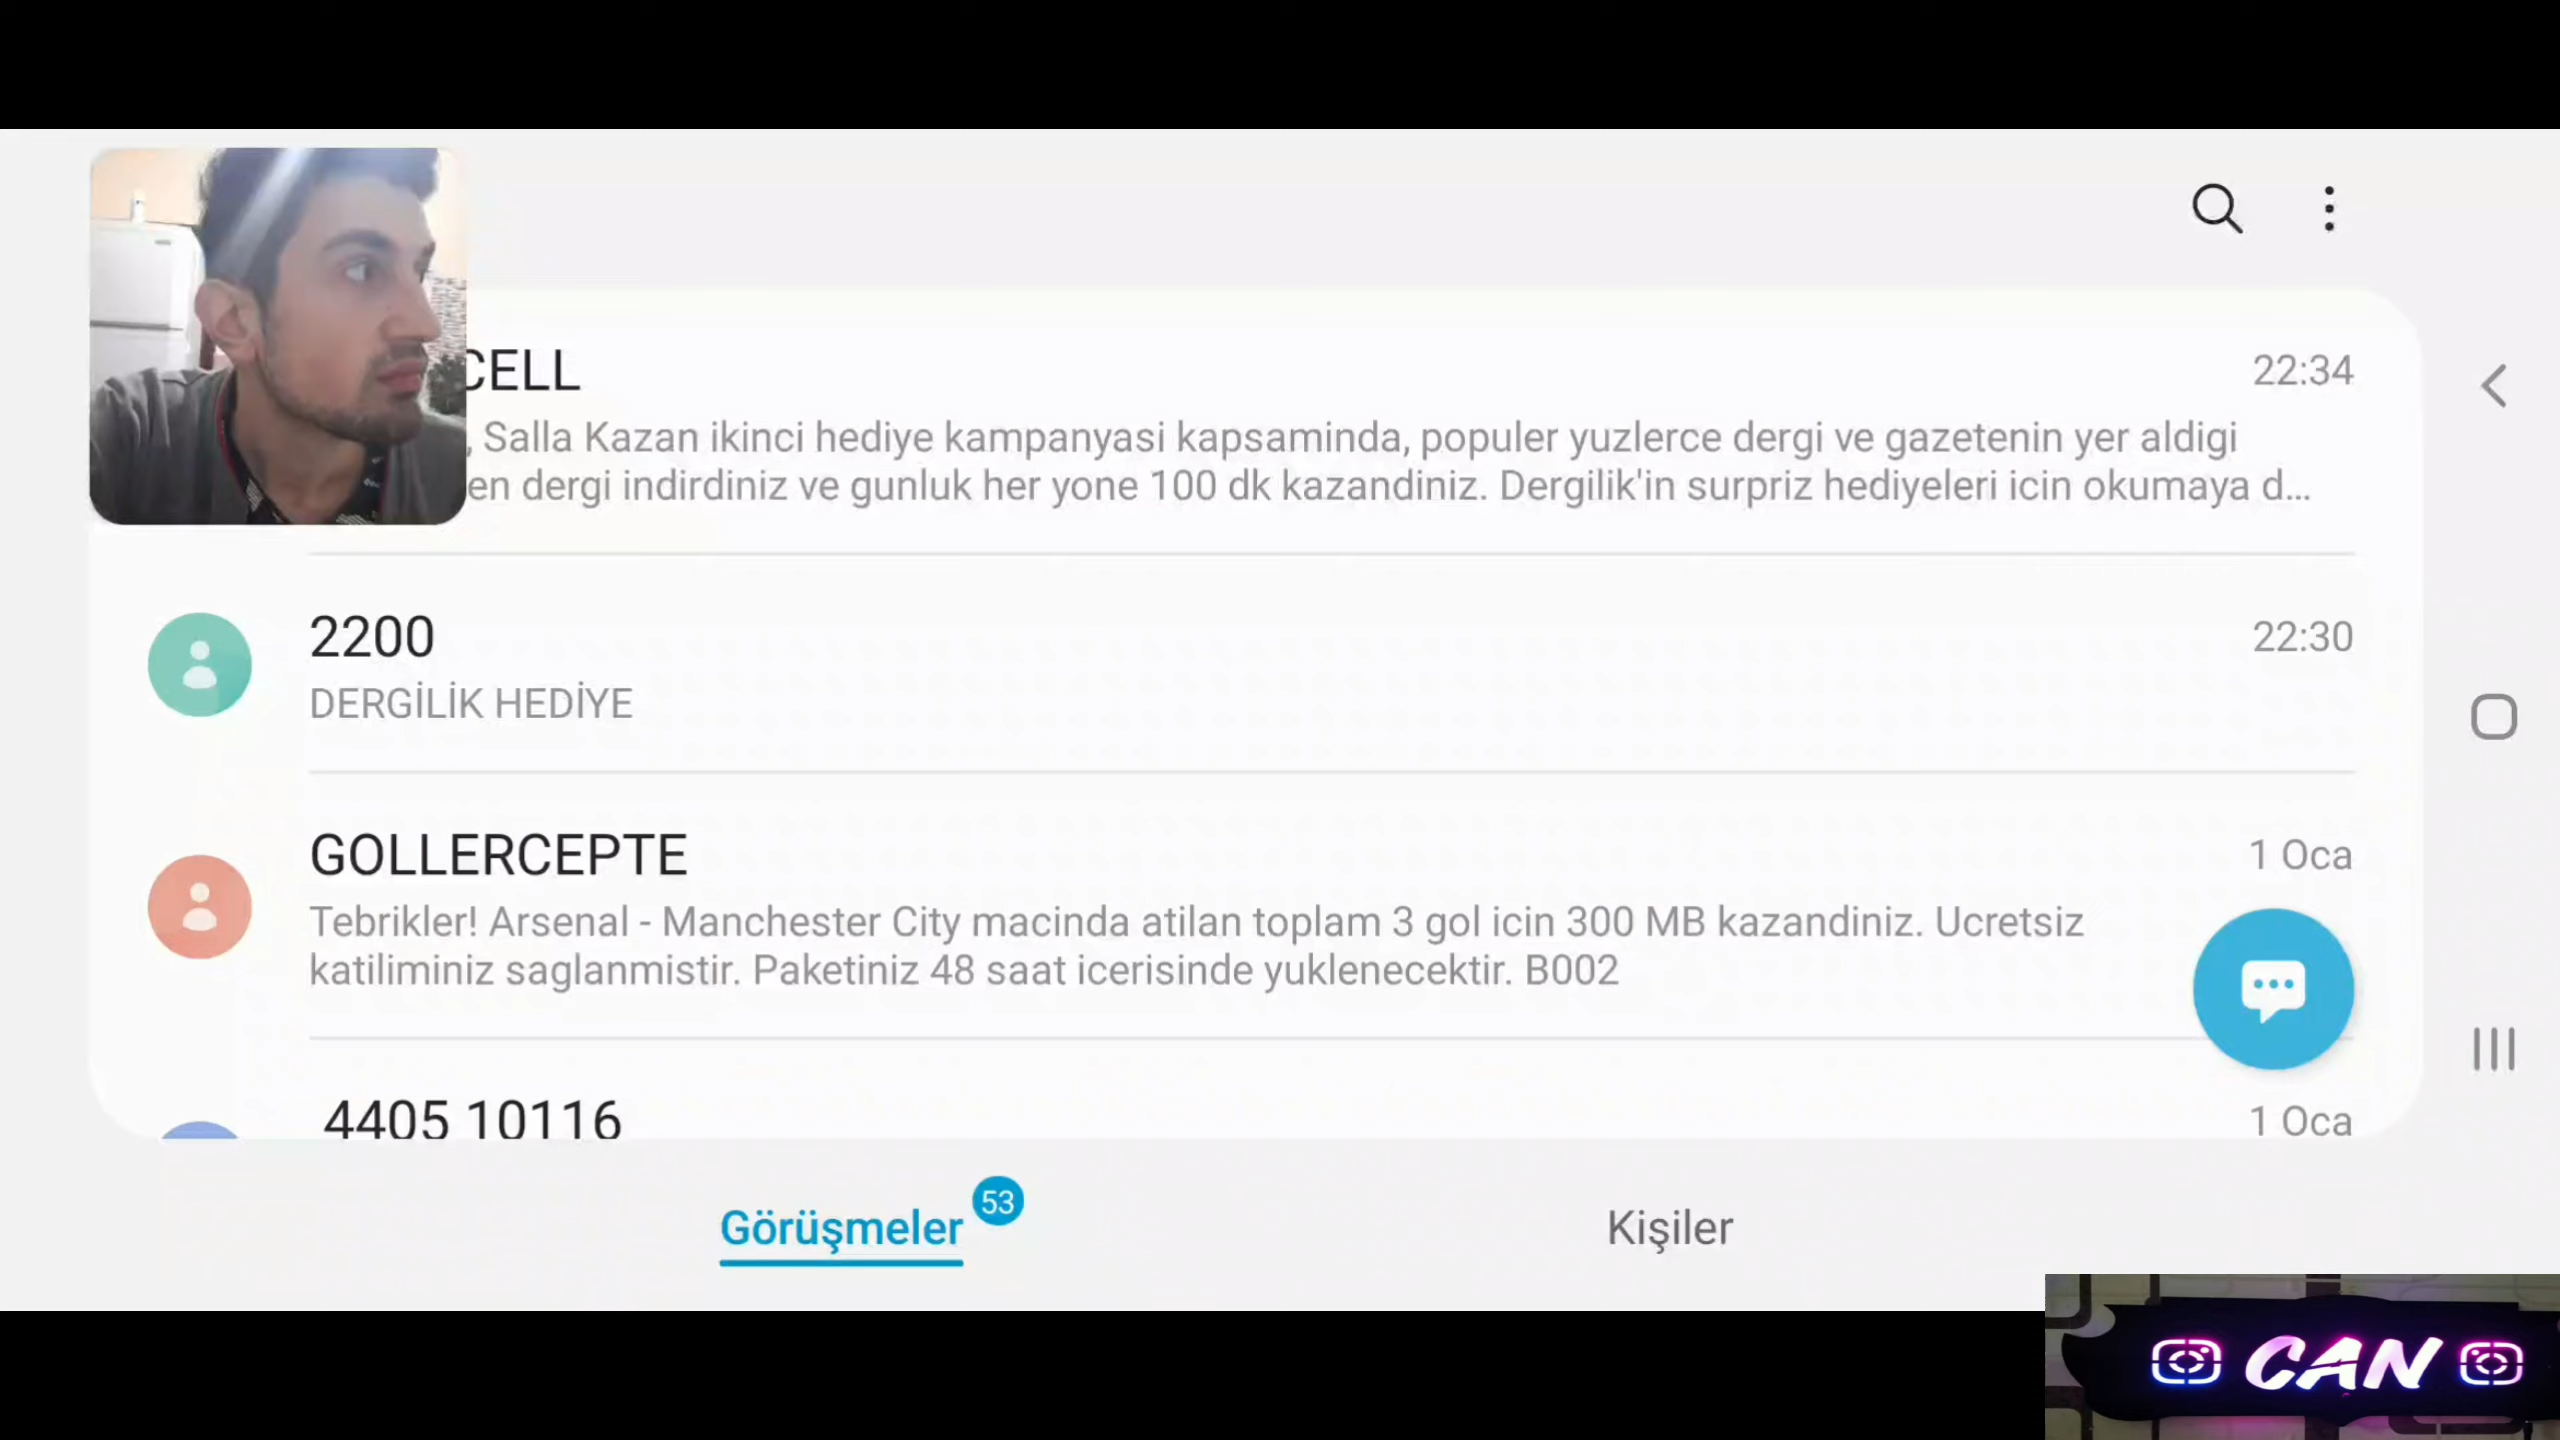 CELL
22:34
, Salla Kazan ikinci hediye kampanyasi kapsaminda, populer yuzlerce dergi ve gazetenin yer aldigi
en dergi indirdiniz ve gunluk her yone 100 dk kazandiniz. Dergilik'in surpriz hediyeleri icin okumaya d...
2200
22:30
DERGİLİK HEDİYE
GOLLERCEPTE
1 Oca
Tebrikler! Arsenal - Manchester City macinda atilan toplam 3 gol icin 300 MB kazandiniz. Ucretsiz
katiliminiz saglanmistir. Paketiniz 48 saat icerisinde yuklenecektir. B002
4405 10116
1 Oca
Görüşmeler
53
Kişiler
CAN